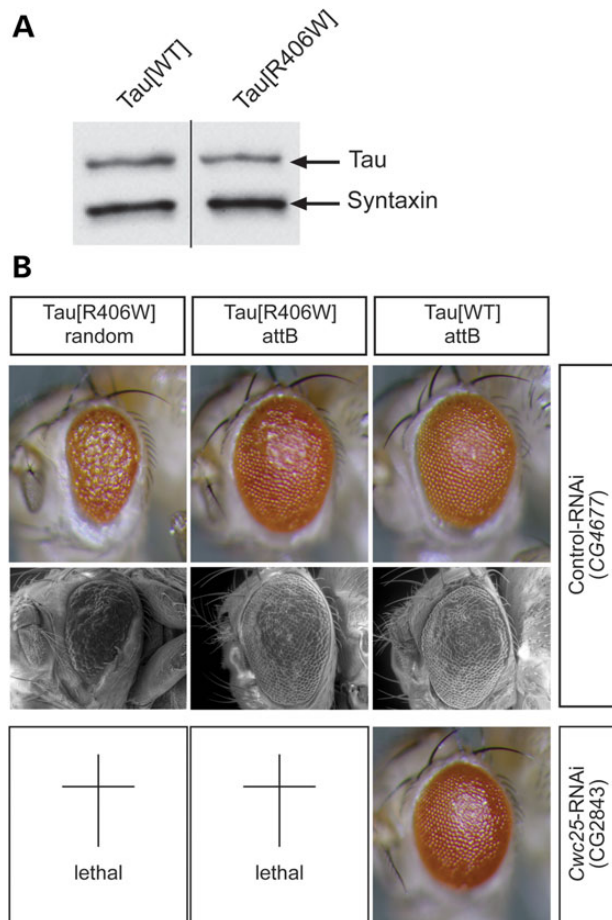 A
Tau[WT]
Tau[R406W]
Tau
Syntaxin
B
Tau[R406W]
random
Tau[R406W]
attB
Tau[WT]
attB
Control-RNAi
(CG4677)
lethal
lethal
Cwc25-RNAi
(CG2843)